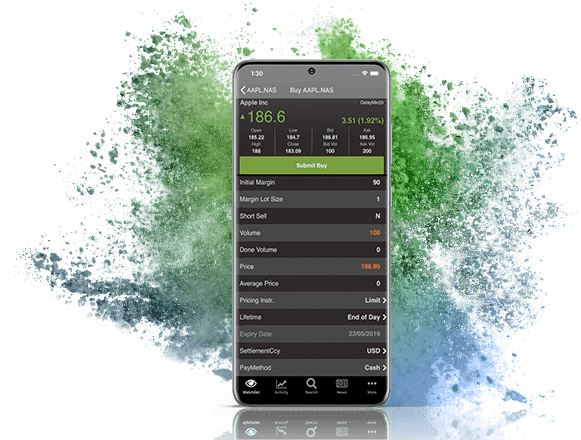 1:30
AAPL.NAS Buy AAPL.NAS
Apple Inc DelayMin20
186.6 3.51 (1.92%)
Open Low Bid Ask
185.22 184.7 186.81 186.95
High Close Bid Vol Ask Vol
188 183.09 100 200
Submit Buy
Initial Margin 90
Margin Lot Size 1
Short Sell N
Volume 100
Done Volume 0
Price 186.95
Average Price 0
Pricing Instr. Limit
Lifetime End of Day
Expiry Date 22/05/2019
SettlementCcy USD
PayMethod Cash
Watchlist Activity Search News More